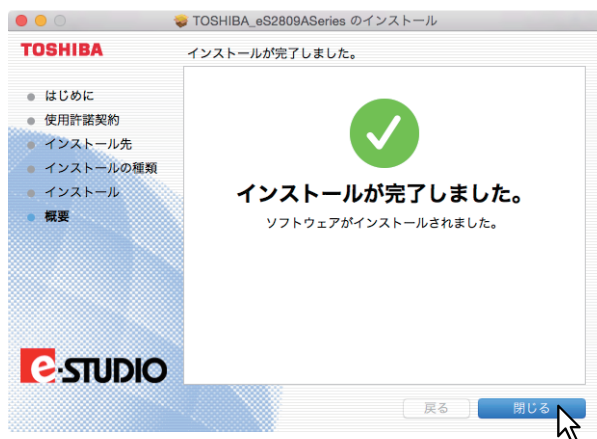 TOSHIBA_eS2809ASeries のインストール
TOSHIBA
インストールが完了しました。
はじめに
使用許諾契約
インストール先
インストールの種類
インストール
概要
インストールが完了しました。
ソフトウェアがインストールされました。
e-STUDIO
戻る
閉じる